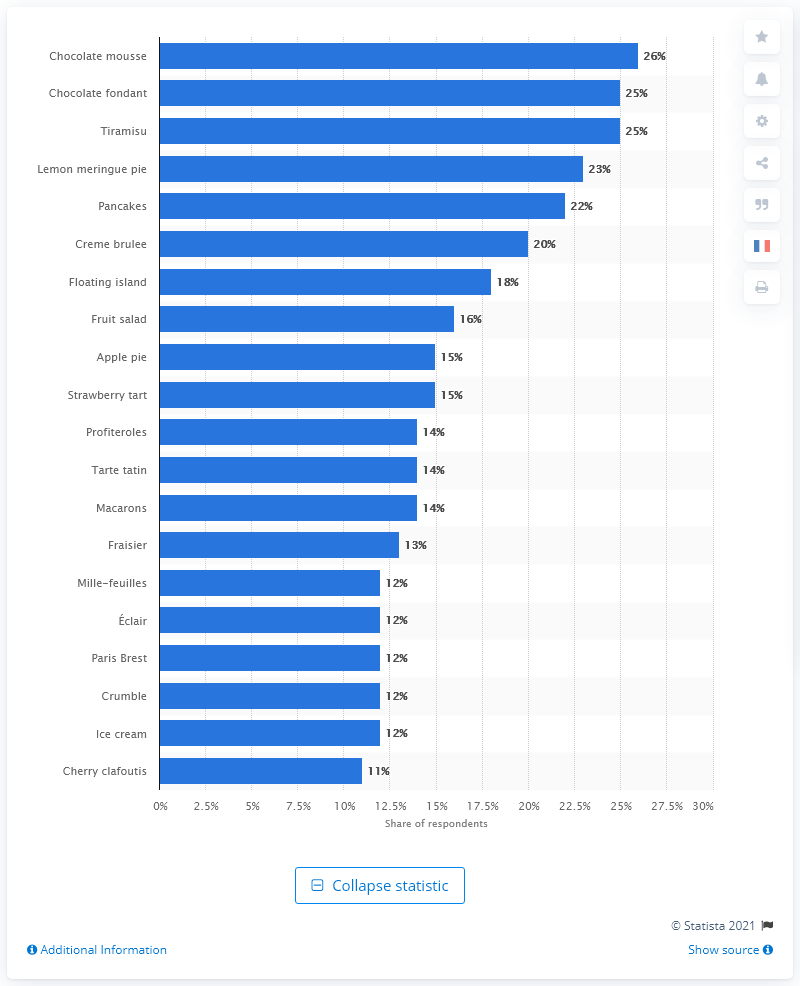 Chocolate mousse 26%
Chocolate fondant 25%
Tiramisu 25%
Lemon meringue pie 23%
Pancakes 22%
Creme brulee 20%
Floating island 18%
Fruit salad 16%
Apple pie 15%
Strawberry tart 15%
Profiteroles 14%
Tarte tatin 14%
Macarons 14%
Fraisier 13%
Mille-feuilles 12%
Éclair 12%
Paris Brest 12%
Crumble 12%
Ice cream 12%
Cherry clafoutis 11%
0% 2.5% 5% 7.5% 10% 12.5% 15% 17.5% 20% 22.5% 25% 27.5% 30%
Share of respondents
Collapse statistic
© Statista 2021
Additional Information Show source